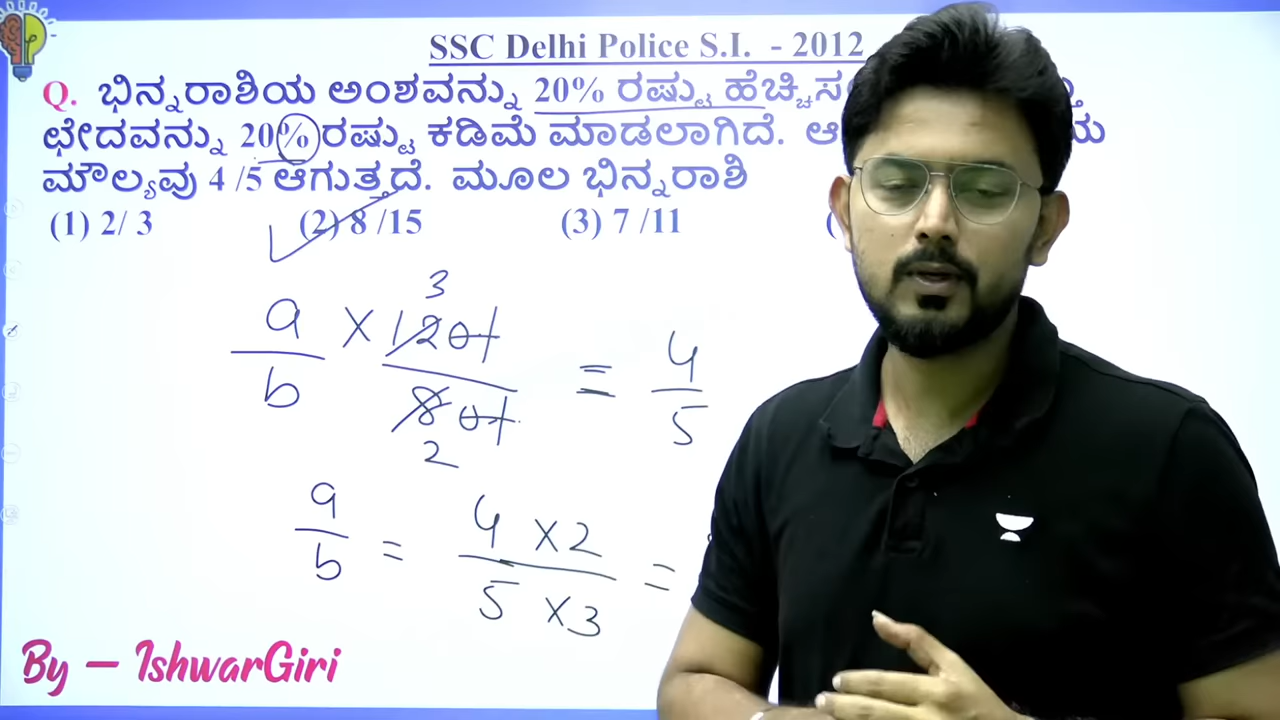 SSC Delhi Police S.I. - 2012
Q. ಭಿನ್ನರಾಶಿಯ ಅಂಶವನ್ನು 20% ರಷ್ಟು
ಛೇದವನ್ನು 20% ರಷ್ಟು ಕಡಿಮೆ ಮಾಡಲಾಗಿದೆ.
ಮೌಲ್ಯವು 4 /5 ಆಗುತ್ತದೆ. ಮೂಲ ಭಿನ್ನರಾಶಿ
(1) 2/ 3 (2) 8 /15 (3) 7 /11
3
a × 120% = 4
b 80% 5
2
a = 4 × 2 =
b 5 × 3
By – IshwarGiri